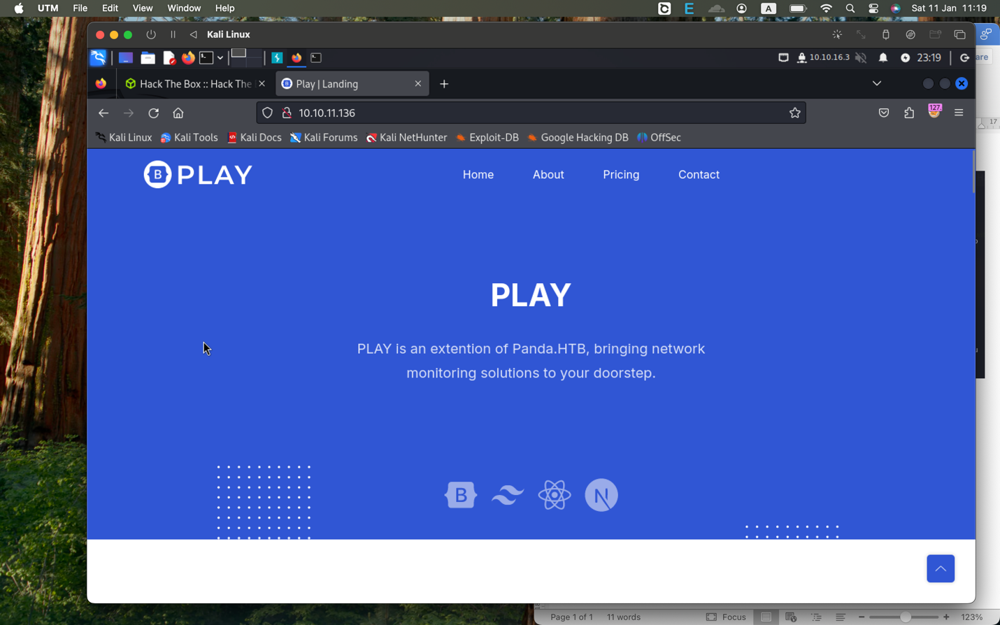 UTM File Edit View Window Help A Sat 11 Jan 11:19
Kali Linux
10.10.16.3 23:19
Hack The Box :: Hack The Play | Landing
10.10.11.136 127.
Kali Linux Kali Tools Kali Docs Kali Forums Kali NetHunter Exploit-DB Google Hacking DB OffSec
B PLAY Home About Pricing Contact
PLAY
PLAY is an extention of Panda.HTB, bringing network
monitoring solutions to your doorstep.
B N
are
17
Page 1 of 1 11 words Focus 123%